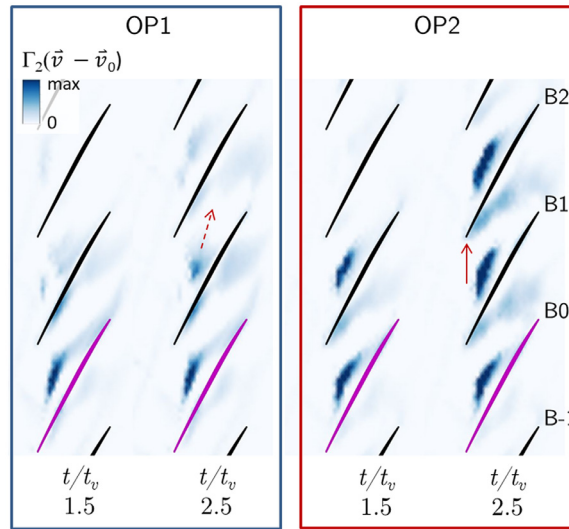 OP1
OP2
Γ₂(v⃗ − v⃗₀)
max
0
B2
B1
B0
B-1
t/tᵥ
1.5
t/tᵥ
2.5
t/tᵥ
1.5
t/tᵥ
2.5